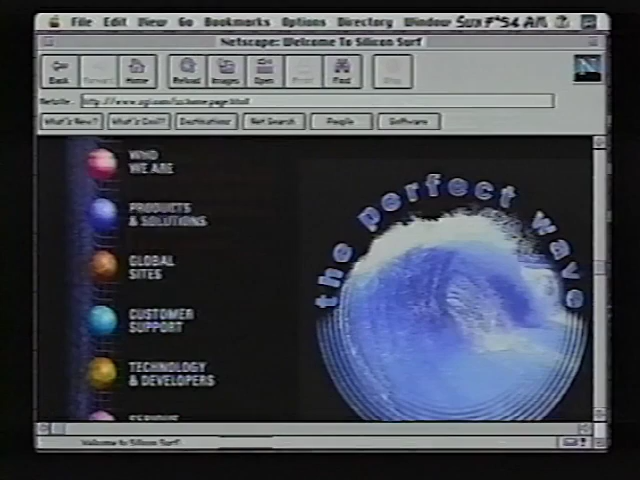 File Edit View Go Bookmarks Options Directory Window
Netscape: Welcome To Silicon Surf
Back Forward Home Reload Images Open Print Find Stop
What's New? What's Cool? Destinations Net Search People Software
WHO
WE ARE
PRODUCTS
& SOLUTIONS
GLOBAL
SITES
CUSTOMER
SUPPORT
TECHNOLOGY
& DEVELOPERS
SERIOUS
the perfect wave
Welcome to Silicon Surf